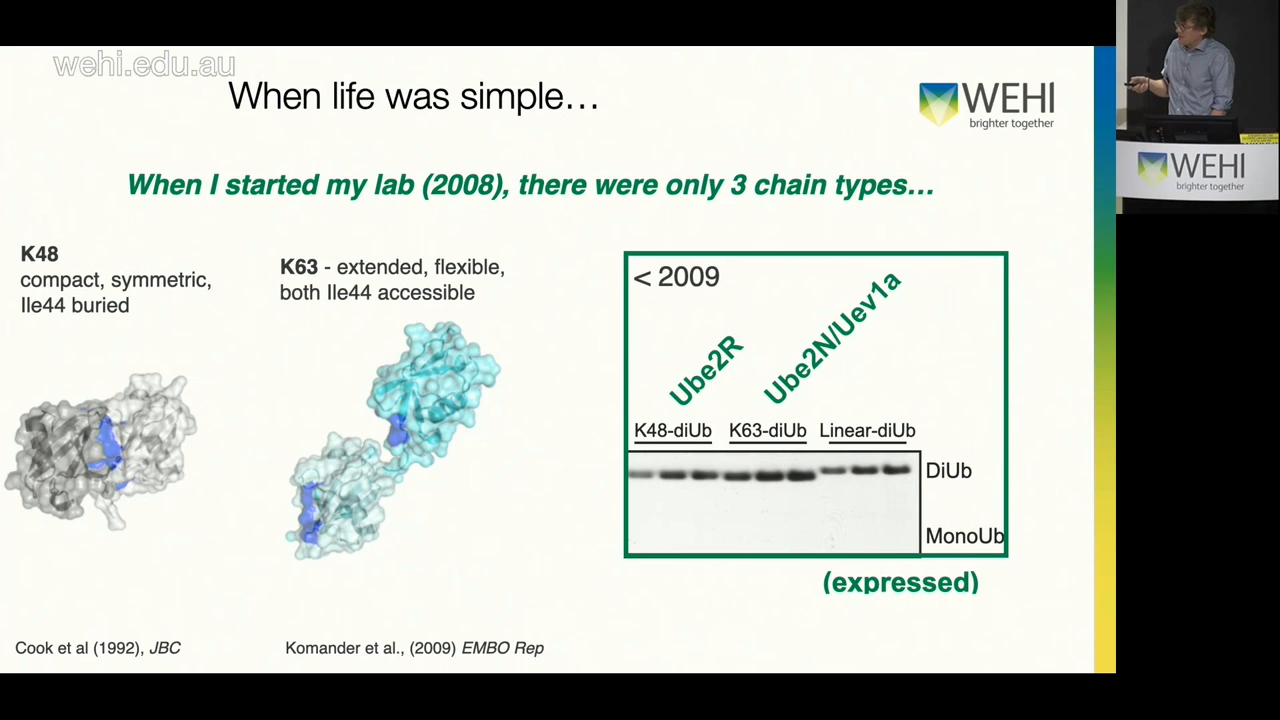 wehi.edu.au
When life was simple…
WEHI
brighter together
When I started my lab (2008), there were only 3 chain types…
K48
compact, symmetric,
Ile44 buried
K63 - extended, flexible,
both Ile44 accessible
< 2009
Ube2R
Ube2N/Uev1a
K48-diUb
K63-diUb
Linear-diUb
DiUb
MonoUb
(expressed)
Cook et al (1992), JBC
Komander et al., (2009) EMBO Rep
WEHI
brighter together